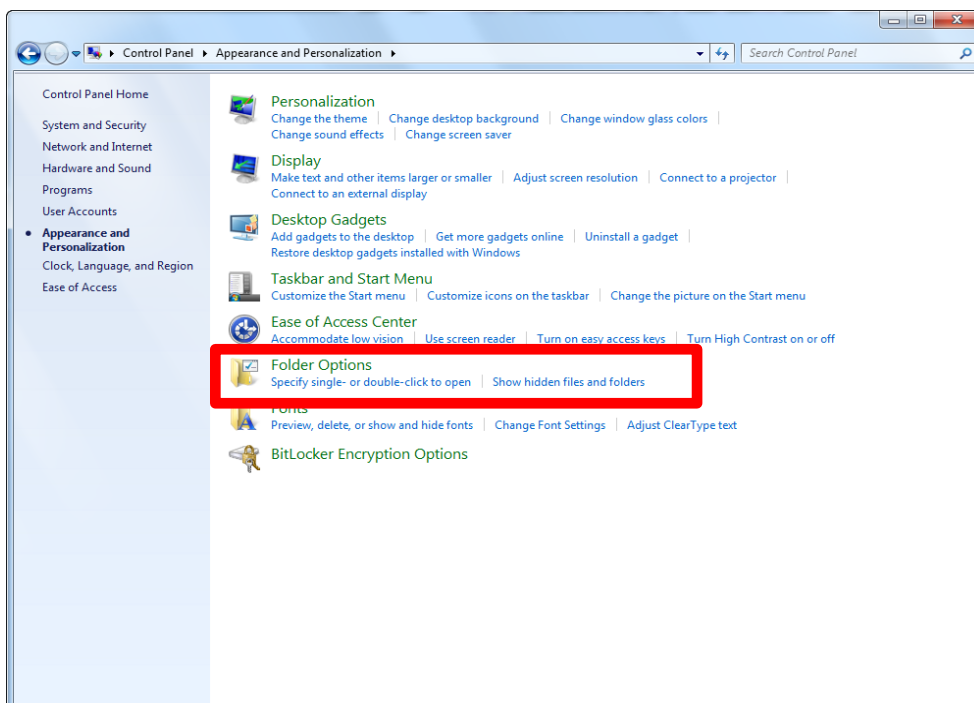 Control Panel ▸ Appearance and Personalization ▸
Search Control Panel
Control Panel Home
System and Security
Network and Internet
Hardware and Sound
Programs
User Accounts
• Appearance and
Personalization
Clock, Language, and Region
Ease of Access
Personalization
Change the theme | Change desktop background | Change window glass colors |
Change sound effects | Change screen saver
Display
Make text and other items larger or smaller | Adjust screen resolution | Connect to a projector |
Connect to an external display
Desktop Gadgets
Add gadgets to the desktop | Get more gadgets online | Uninstall a gadget |
Restore desktop gadgets installed with Windows
Taskbar and Start Menu
Customize the Start menu | Customize icons on the taskbar | Change the picture on the Start menu
Ease of Access Center
Accommodate low vision | Use screen reader | Turn on easy access keys | Turn High Contrast on or off
Folder Options
Specify single- or double-click to open | Show hidden files and folders
Fonts
Preview, delete, or show and hide fonts | Change Font Settings | Adjust ClearType text
BitLocker Encryption Options